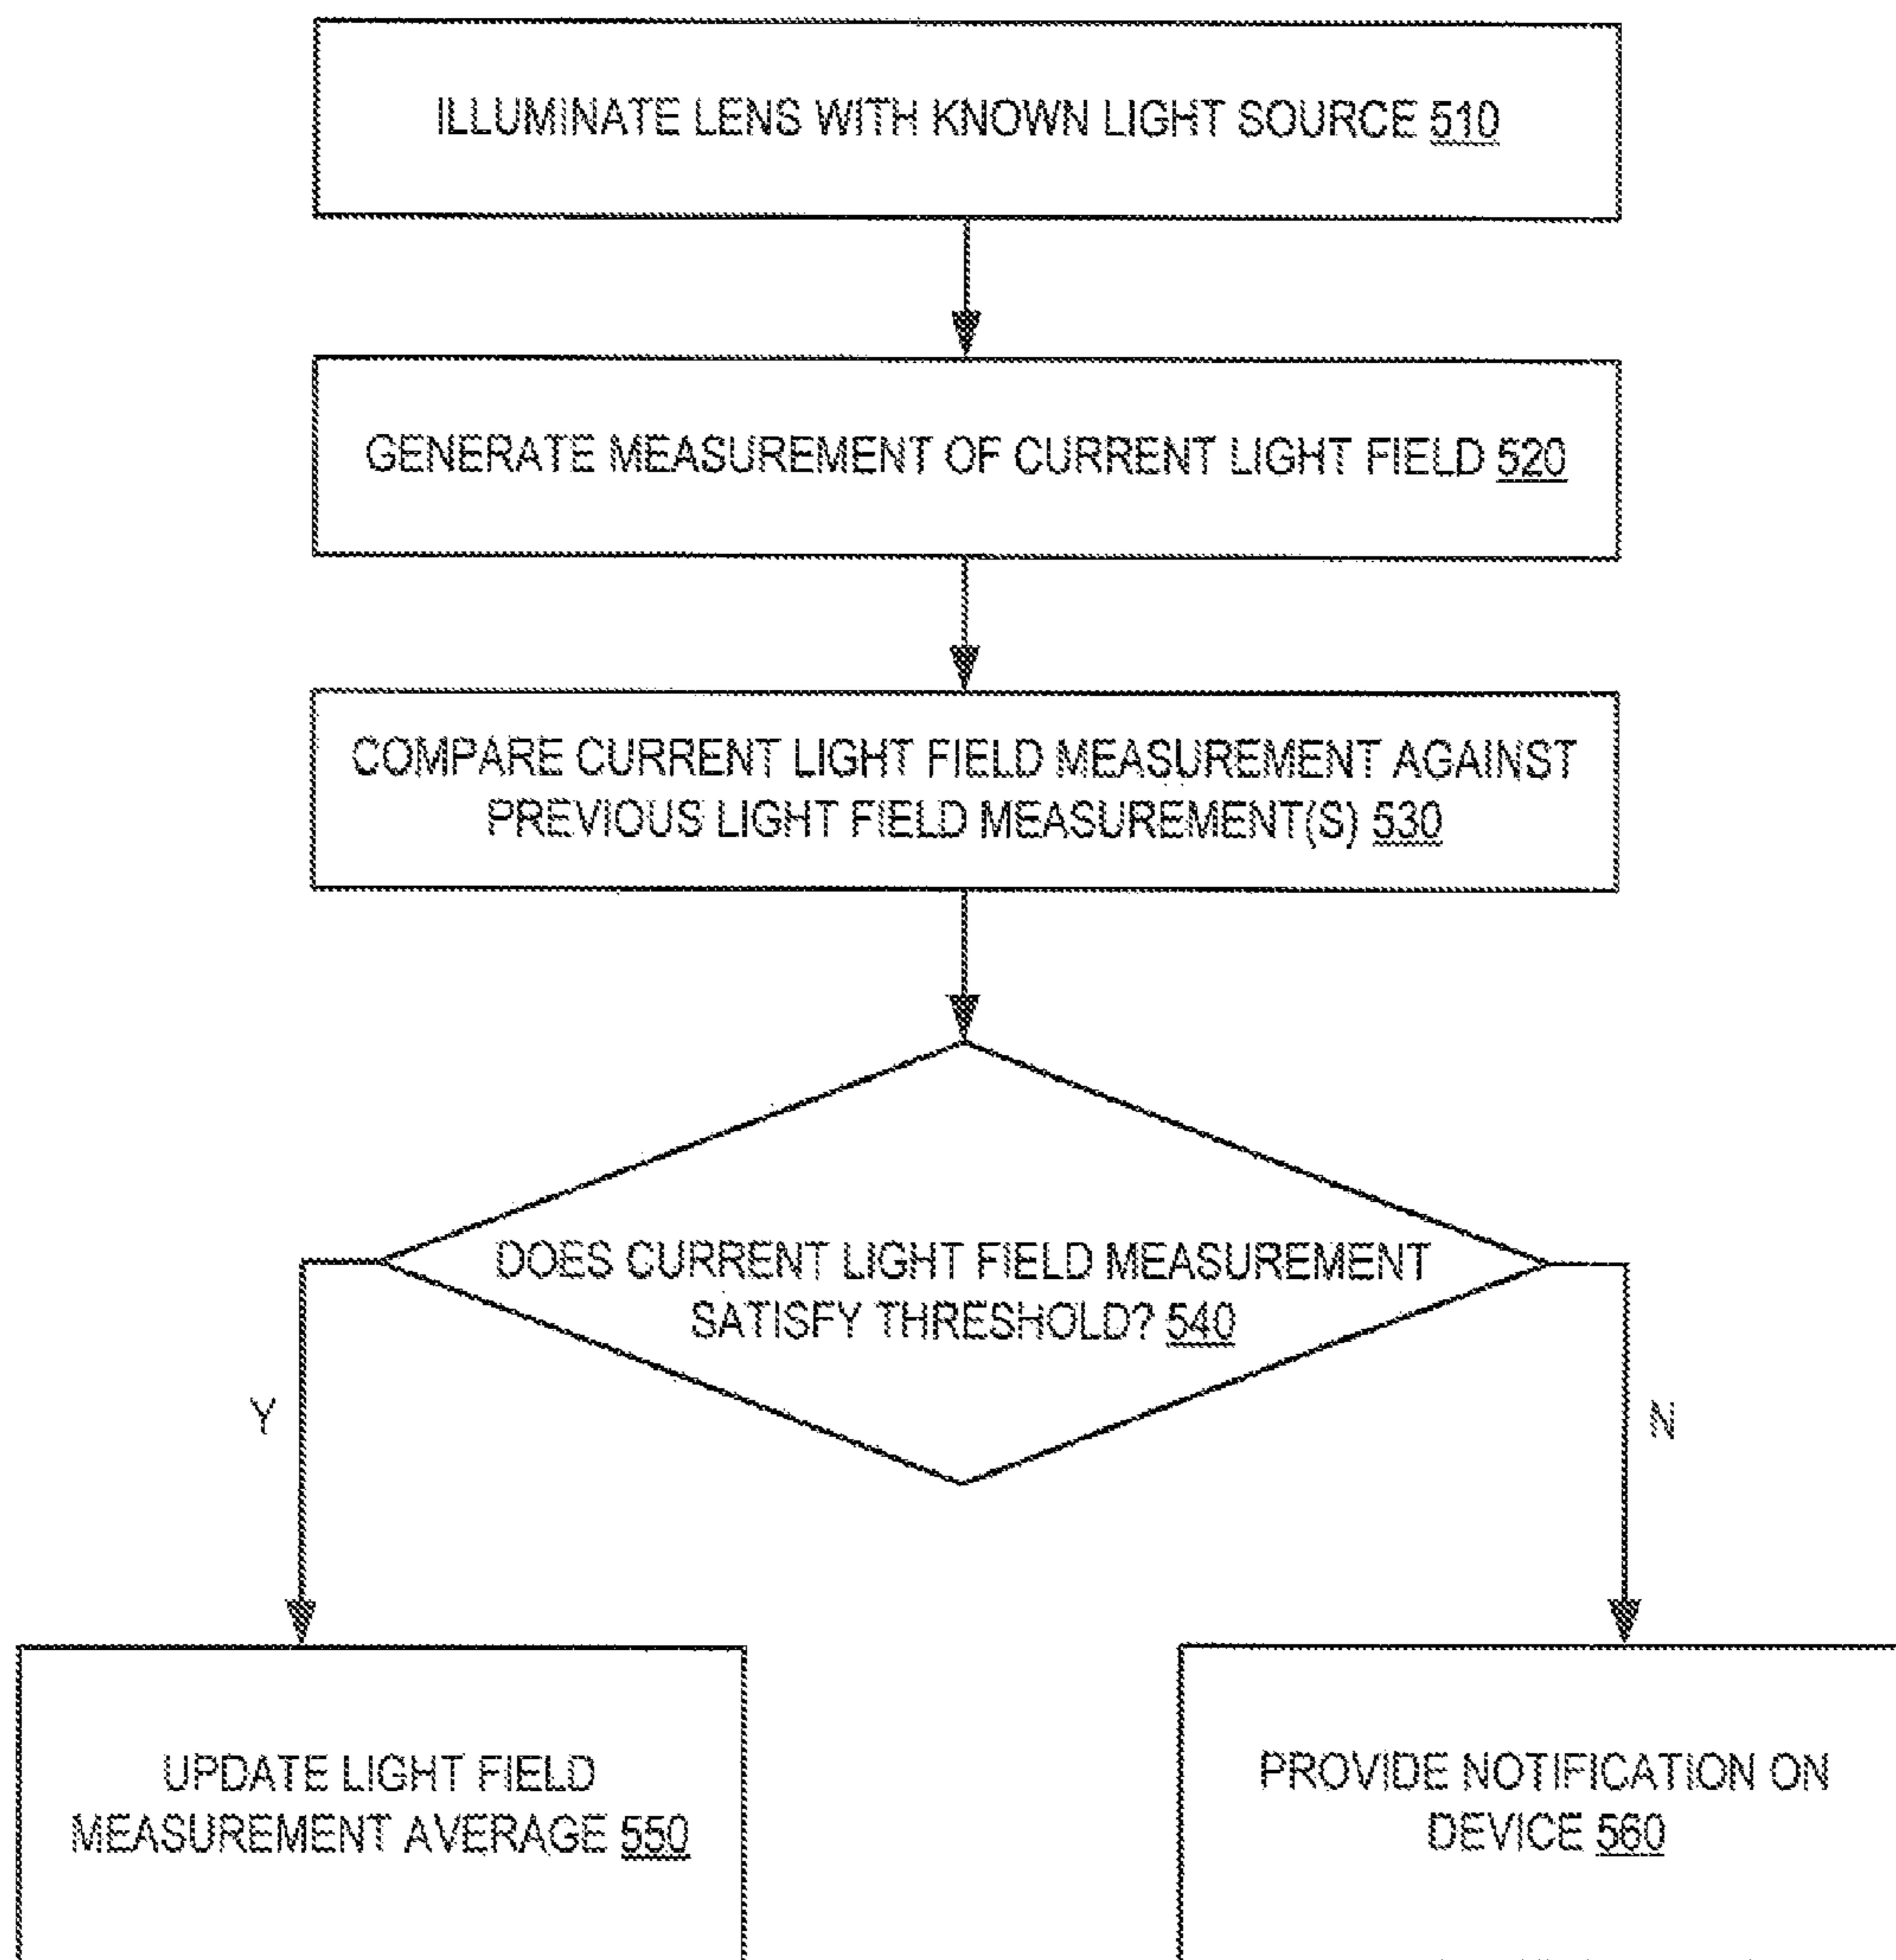 ILLUMINATE LENS WITH KNOWN LIGHT SOURCE 510
GENERATE MEASUREMENT OF CURRENT LIGHT FIELD 520
COMPARE CURRENT LIGHT FIELD MEASUREMENT AGAINST
PREVIOUS LIGHT FIELD MEASUREMENT(S) 530
DOES CURRENT LIGHT FIELD MEASUREMENT
SATISFY THRESHOLD? 540
Y
N
UPDATE LIGHT FIELD
MEASUREMENT AVERAGE 550
PROVIDE NOTIFICATION ON
DEVICE 560